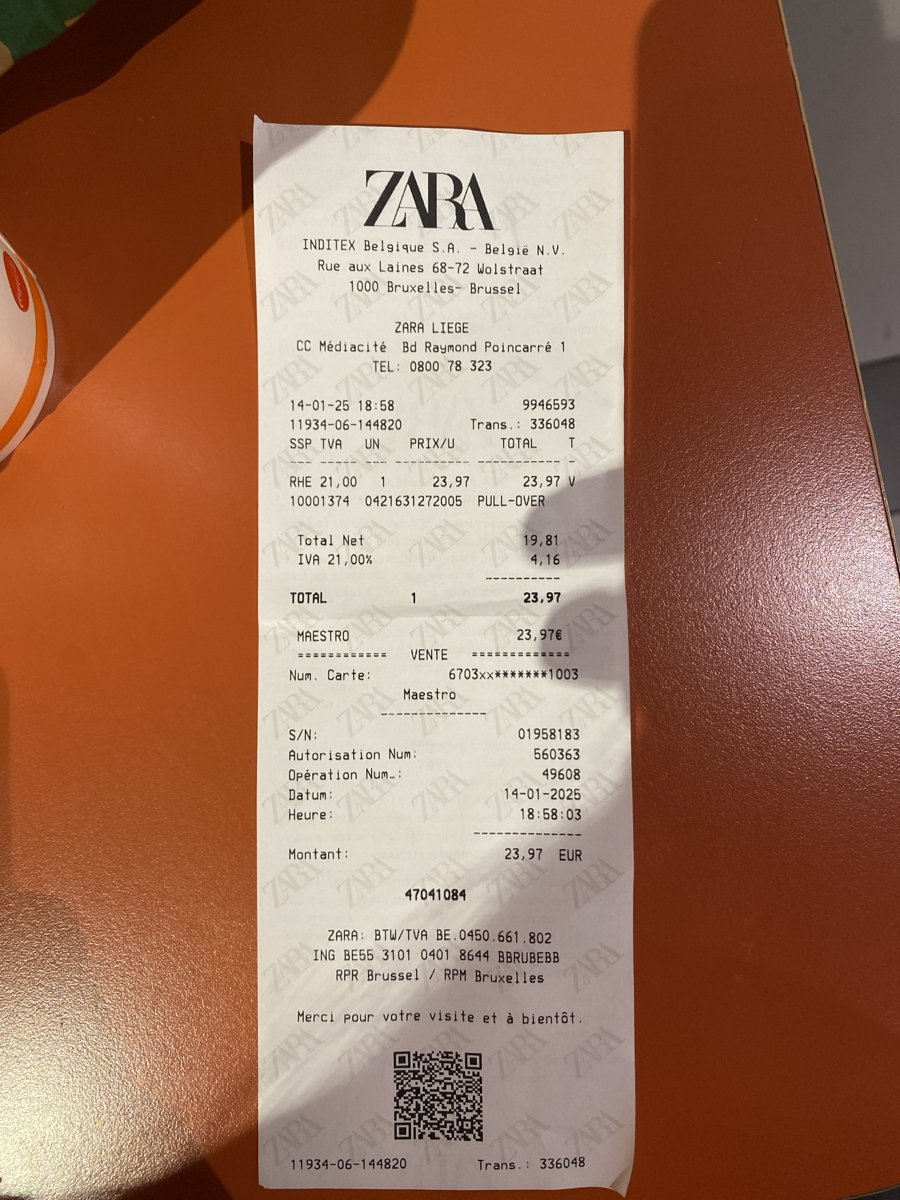 ZARA
INDITEX Belgique S.A. - België N.V.
Rue aux Laines 68-72 Wolstraat
1000 Bruxelles- Brussel
ZARA LIEGE
CC Médiacité Bd Raymond Poincarré 1
TEL: 0800 78 323
14-01-25 18:58 9946593
11934-06-144820 Trans.: 336048
SSP TVA UN PRIX/U TOTAL T
--- ----- --- ---------- ----------- -
RHE 21,00 1 23,97 23,97 V
10001374 0421631272005 PULL-OVER
Total Net 19,81
IVA 21,00% 4,16
----------
TOTAL 1 23,97
MAESTRO 23,97€
============ VENTE =============
Num. Carte: 6703xx*******1003
Maestro
--------------
S/N: 01958183
Autorisation Num: 560363
Opération Num..: 49608
Datum: 14-01-2025
Heure: 18:58:03
--------------
Montant: 23,97 EUR
47041084
ZARA: BTW/TVA BE.0450.661.802
ING BE55 3101 0401 8644 BBRUBEBB
RPR Brussel / RPM Bruxelles
Merci pour votre visite et à bientôt.
11934-06-144820 Trans.: 336048